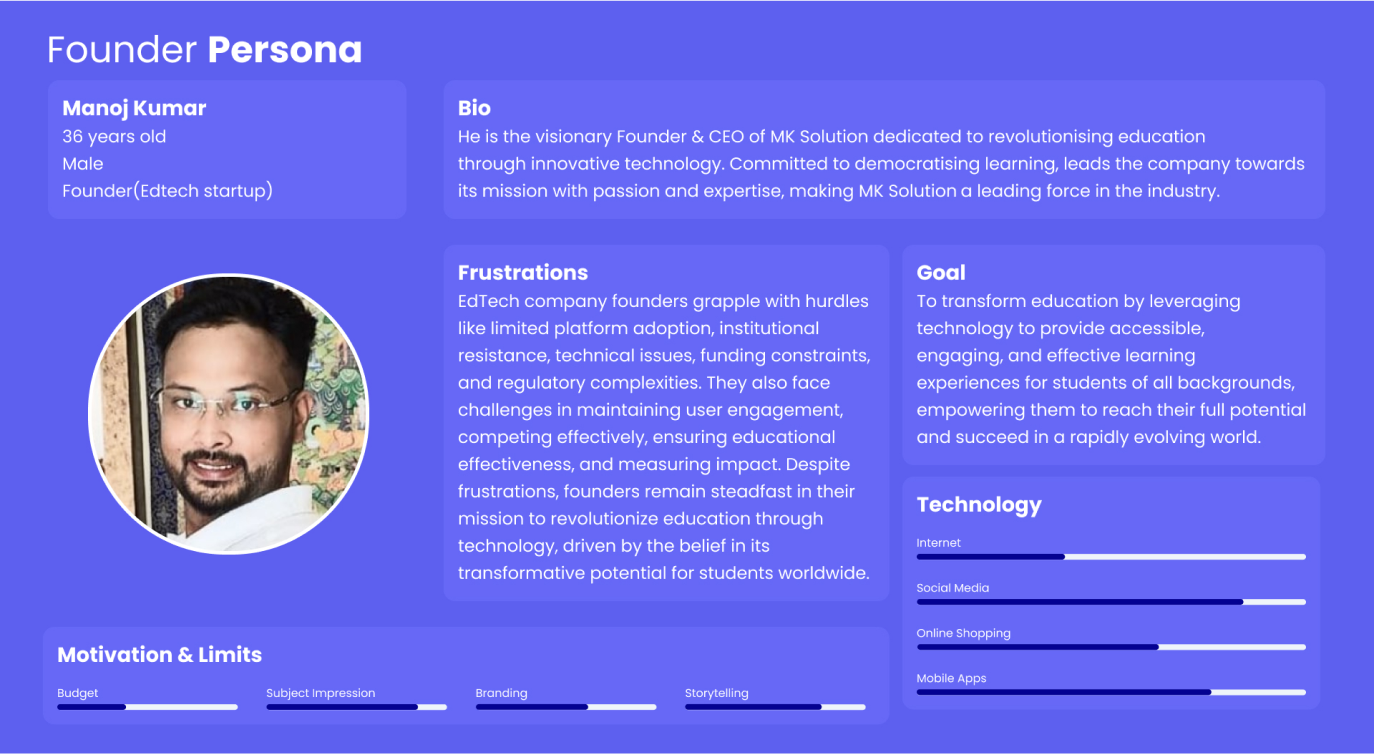 Founder Persona
Manoj Kumar
36 years old
Male
Founder(Edtech startup)
Bio
He is the visionary Founder & CEO of MK Solution dedicated to revolutionising education
through innovative technology. Committed to democratising learning, leads the company towards
its mission with passion and expertise, making MK Solution a leading force in the industry.
Frustrations
EdTech company founders grapple with hurdles
like limited platform adoption, institutional
resistance, technical issues, funding constraints,
and regulatory complexities. They also face
challenges in maintaining user engagement,
competing effectively, ensuring educational
effectiveness, and measuring impact. Despite
frustrations, founders remain steadfast in their
mission to revolutionize education through
technology, driven by the belief in its
transformative potential for students worldwide.
Goal
To transform education by leveraging
technology to provide accessible,
engaging, and effective learning
experiences for students of all backgrounds,
empowering them to reach their full potential
and succeed in a rapidly evolving world.
Technology
Internet
Social Media
Online Shopping
Mobile Apps
Motivation & Limits
Budget
Subject Impression
Branding
Storytelling